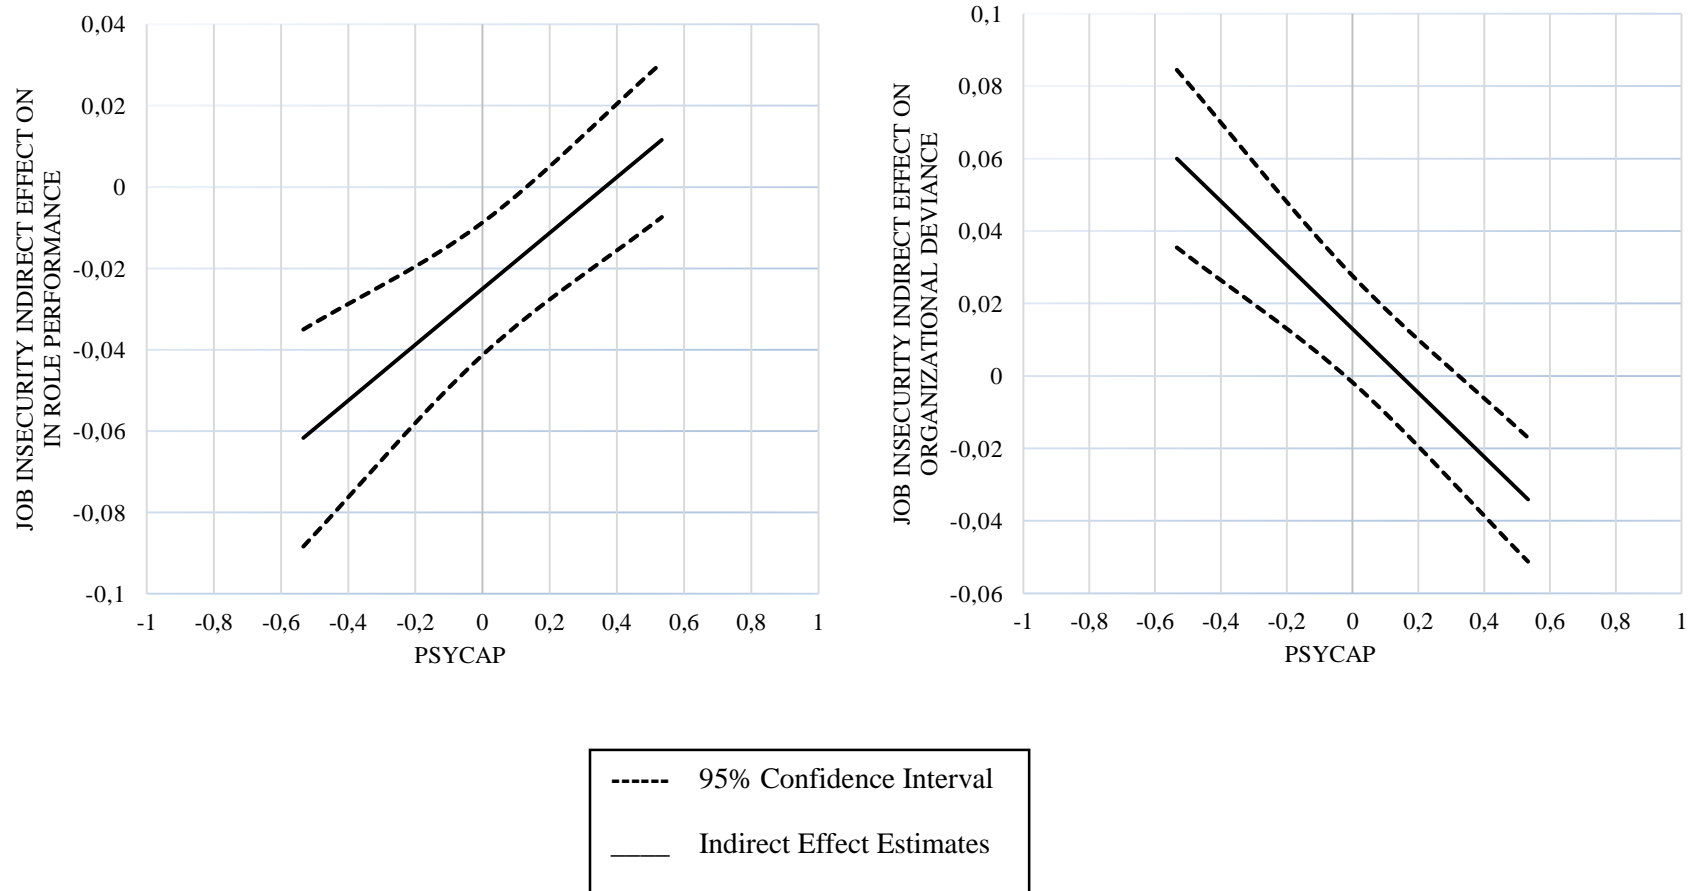 JOB INSECURITY INDIRECT EFFECT ON
IN ROLE PERFORMANCE
0,04
0,02
0
-0,02
-0,04
-0,06
-0,08
-0,1
-1 -0,8 -0,6 -0,4 -0,2 0 0,2 0,4 0,6 0,8 1
PSYCAP
JOB INSECURITY INDIRECT EFFECT ON
ORGANIZATIONAL DEVIANCE
0,1
0,08
0,06
0,04
0,02
0
-0,02
-0,04
-0,06
-1 -0,8 -0,6 -0,4 -0,2 0 0,2 0,4 0,6 0,8 1
PSYCAP
95% Confidence Interval
Indirect Effect Estimates